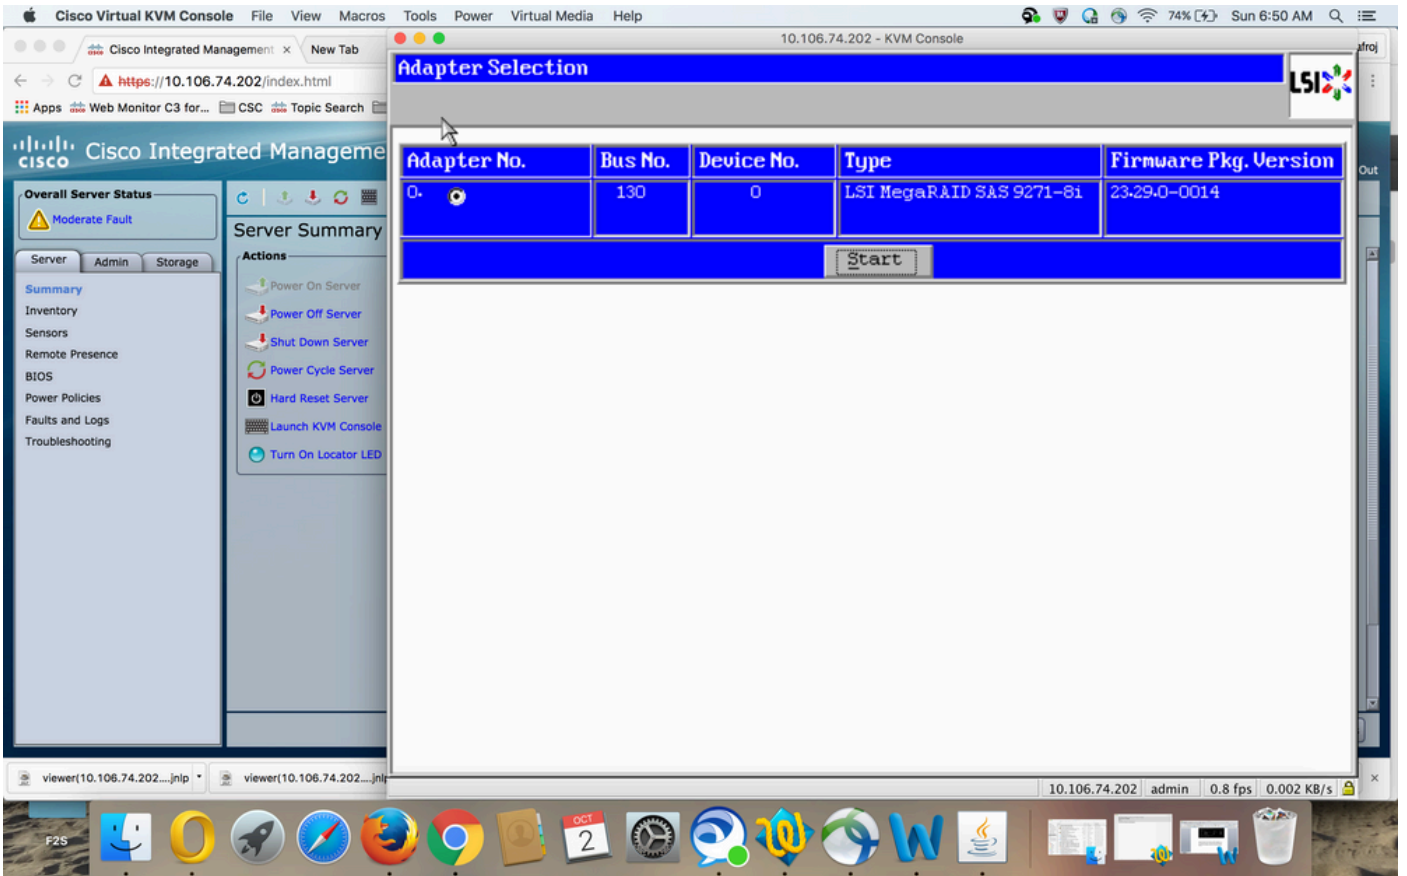 Cisco Virtual KVM Console File View Macros Tools Power Virtual Media Help 74% Sun 6:50 AM
Cisco Integrated Management × New Tab
10.106.74.202 - KVM Console
afroj
https://10.106.74.202/index.html
Apps Web Monitor C3 for... CSC Topic Search
Adapter Selection
LSI
CISCO Cisco Integrated Manageme
Out
Adapter No. Bus No. Device No. Type Firmware Pkg. Version
0. 130 0 LSI MegaRAID SAS 9271-8i 23.29.0-0014
Start
Overall Server Status
Moderate Fault
Server Admin Storage
Summary
Inventory
Sensors
Remote Presence
BIOS
Power Policies
Faults and Logs
Troubleshooting
Server Summary
Actions
Power On Server
Power Off Server
Shut Down Server
Power Cycle Server
Hard Reset Server
Launch KVM Console
Turn On Locator LED
viewer(10.106.74.202....jnlp viewer(10.106.74.202....jnlp ×
10.106.74.202 admin 0.8 fps 0.002 KB/s
F2S
OCT
2